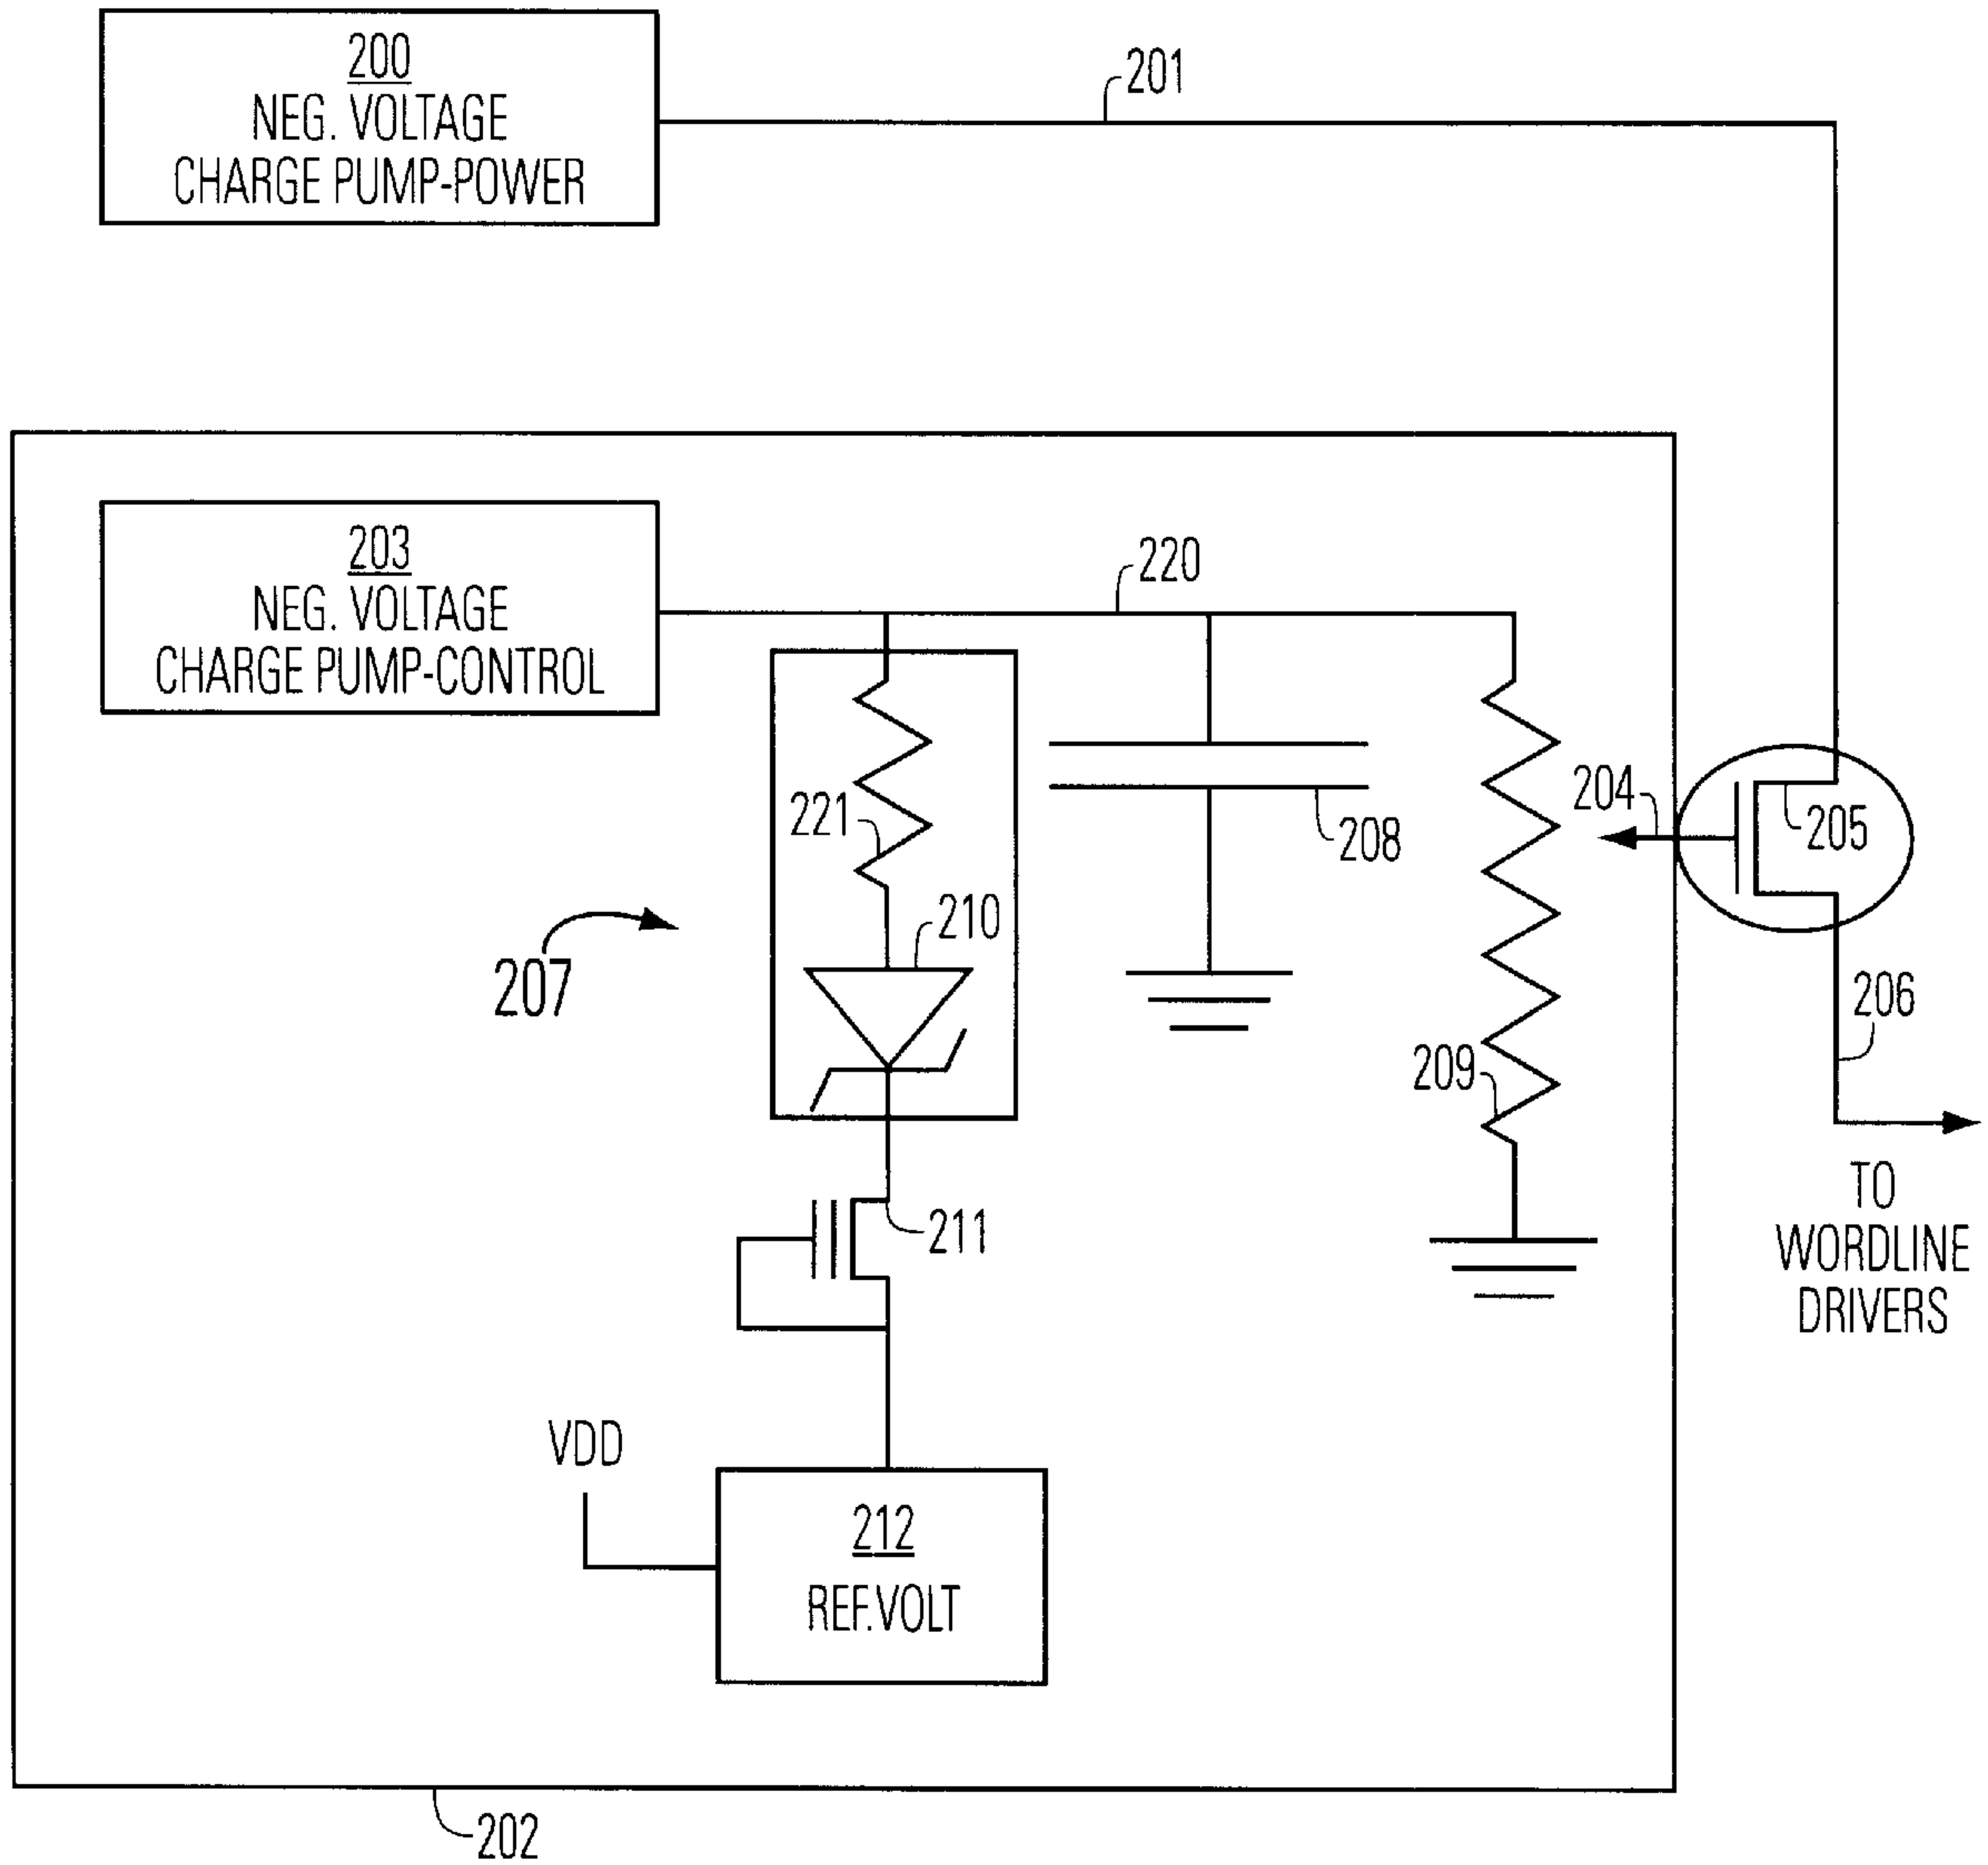 200
NEG. VOLTAGE
CHARGE PUMP-POWER
201
203
NEG. VOLTAGE
CHARGE PUMP-CONTROL
220
221
208
204
205
210
207
206
209
211
TO
WORDLINE
DRIVERS
VDD
212
REF.VOLT
202